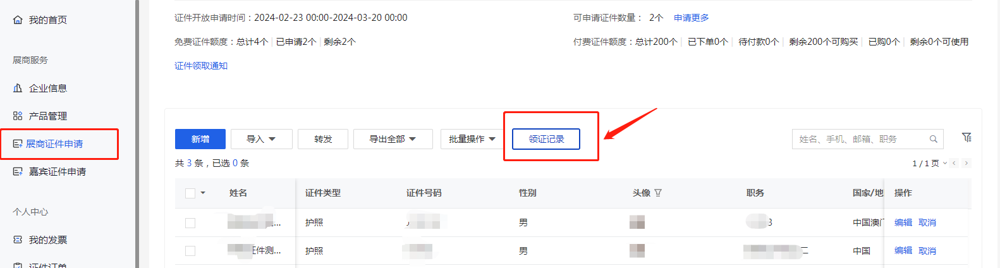 我的首页
展商服务
企业信息
产品管理
展商证件申请
嘉宾证件申请
个人中心
我的发票
证件订单
证件开放申请时间：2024-02-23 00:00-2024-03-20 00:00
可申请证件数量： 2个 申请更多
免费证件额度：总计4个 | 已申请2个 | 剩余2个
付费证件额度：总计200个 | 已下单0个 | 待付款0个 | 剩余200个可购买 | 已购0个 | 剩余0个可使用
证件领取通知
新增 导入 转发 导出全部 批量操作 领证记录 姓名、手机、邮箱、职务
共 3 条，已选 0 条 1 / 1 页
姓名 证件类型 证件号码 性别 头像 职务 国家/地 操作
... 护照 男 3 中国澳门 编辑 取消
证件测... 护照 男 二 中国 编辑 取消